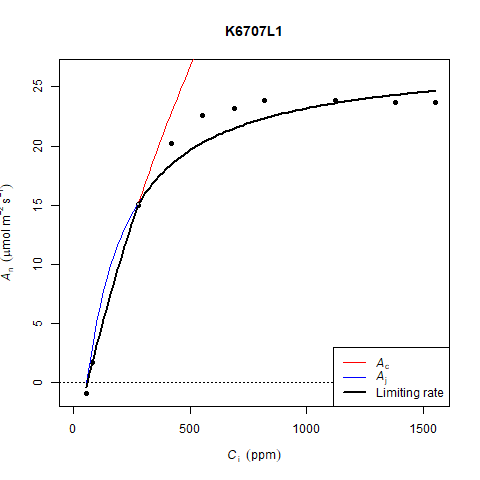 K6707L1
25
20
15
10
5
0
Aₙ (μmol m⁻² s⁻¹)
0 500 1000 1500
Cᵢ (ppm)
A꜀
Aⱼ
Limiting rate